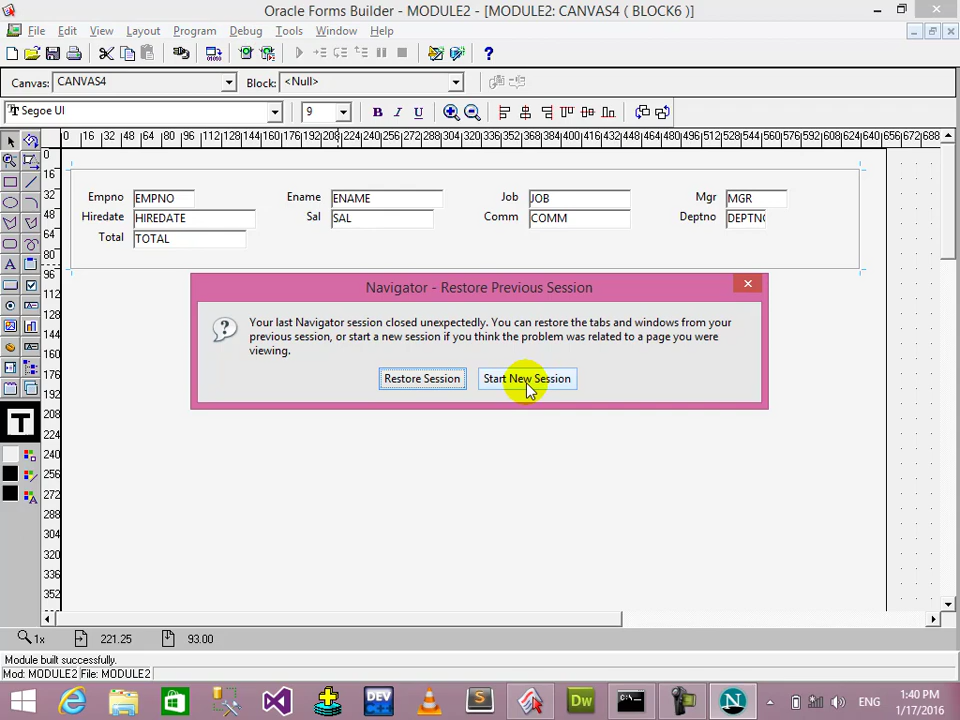 Oracle Forms Builder - MODULE2 - [MODULE2: CANVAS4 ( BLOCK6 )]
File Edit View Layout Program Debug Tools Window Help
Canvas: CANVAS4 Block: <Null>
Segoe UI 9 B I U
0 16 32 48 64 80 96 112 128 144 160 176 192 208 224 240 256 272 288 304 320 336 352 368 384 400 416 432 448 464 480 496 512 528 544 560 576 592 608 624 640 656 672 688
Empno EMPNO Ename ENAME Job JOB Mgr MGR
Hiredate HIREDATE Sal SAL Comm COMM Deptno DEPTNO
Total TOTAL
Navigator - Restore Previous Session
Your last Navigator session closed unexpectedly. You can restore the tabs and windows from your
previous session, or start a new session if you think the problem was related to a page you were
viewing.
Restore Session Start New Session
0
16
32
48
64
80
96
112
128
144
160
176
192
208
224
240
256
272
288
304
320
336
352
1x 221.25 93.00
Module built successfully.
Mod: MODULE2 File: MODULE2
DEV
Dw
ENG
1:40 PM
1/17/2016